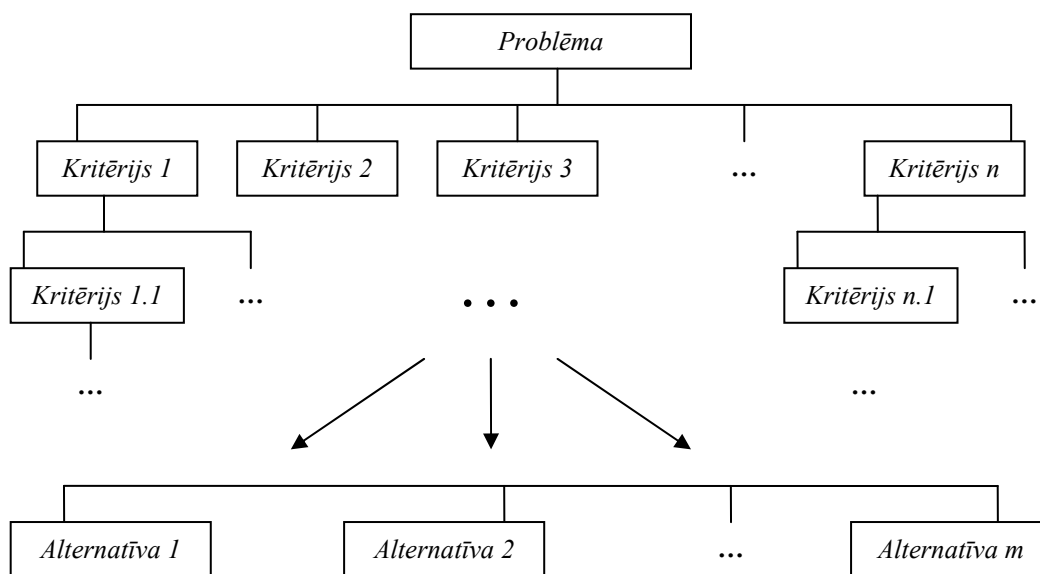 Problēma
Kritērijs 1 Kritērijs 2 Kritērijs 3 ... Kritērijs n
Kritērijs 1.1 ... ... Kritērijs n.1 ...
... ...
Alternatīva 1 Alternatīva 2 ... Alternatīva m